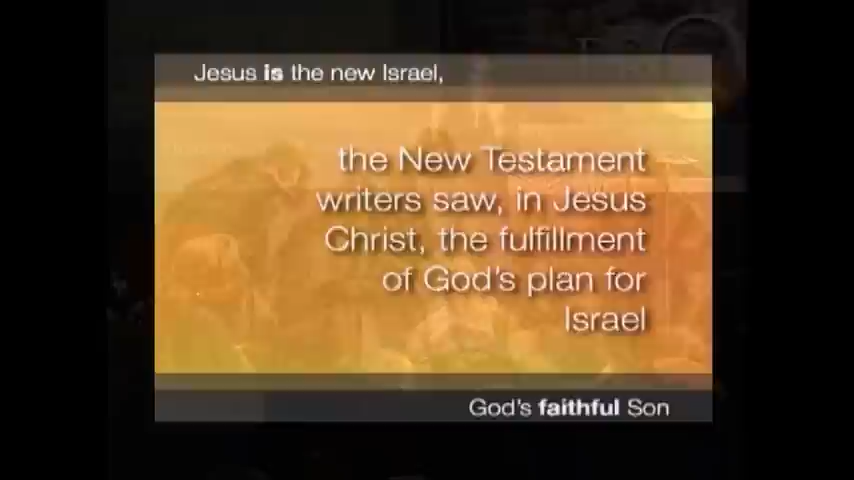 Jesus is the new Israel,
the New Testament
writers saw, in Jesus
Christ, the fulfillment
of God's plan for
Israel
God's faithful Son